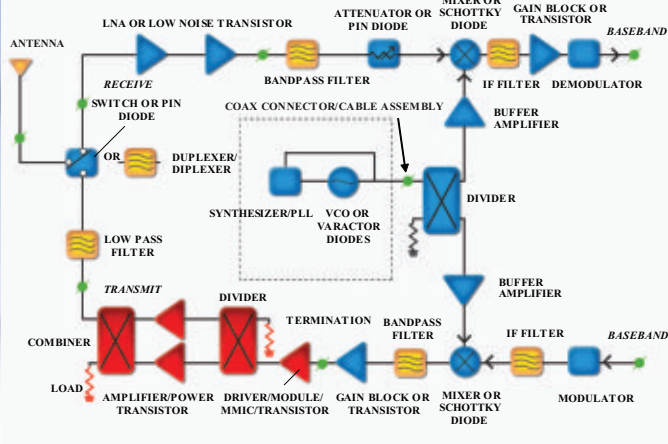 MIXER OR
SCHOTTKY
DIODE
GAIN BLOCK OR
TRANSISTOR
ATTENUATOR OR
PIN DIODE
LNA OR LOW NOISE TRANSISTOR
BASEBAND
ANTENNA
BANDPASS FILTER
IF FILTER
DEMODULATOR
RECEIVE
SWITCH OR PIN
DIODE
COAX CONNECTOR/CABLE ASSEMBLY
BUFFER
AMPLIFIER
OR
DUPLEXER/
DIPLEXER
DIVIDER
SYNTHESIZER/PLL
VCO OR
VARACTOR
DIODES
LOW PASS
FILTER
TRANSMIT
DIVIDER
BUFFER
AMPLIFIER
TERMINATION
BANDPASS
FILTER
IF FILTER
BASEBAND
COMBINER
LOAD
AMPLIFIER/POWER
TRANSISTOR
DRIVER/MODULE/
MMIC/TRANSISTOR
GAIN BLOCK OR
TRANSISTOR
MIXER OR
SCHOTTKY
DIODE
MODULATOR